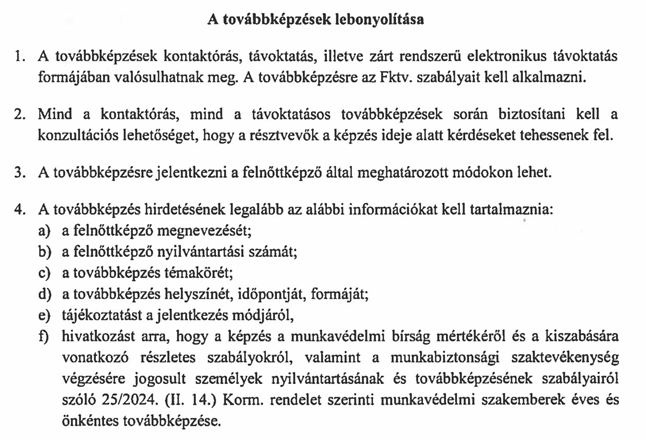 A továbbképzések lebonyolítása
1. A továbbképzések kontaktórás, távoktatás, illetve zárt rendszerű elektronikus távoktatás
formájában valósulhatnak meg. A továbbképzésre az Fktv. szabályait kell alkalmazni.
2. Mind a kontaktórás, mind a távoktatásos továbbképzések során biztosítani kell a
konzultációs lehetőséget, hogy a résztvevők a képzés ideje alatt kérdéseket tehessenek fel.
3. A továbbképzésre jelentkezni a felnőttképző által meghatározott módokon lehet.
4. A továbbképzés hirdetésének legalább az alábbi információkat kell tartalmaznia:
a) a felnőttképző megnevezését;
b) a felnőttképző nyilvántartási számát;
c) a továbbképzés témakörét;
d) a továbbképzés helyszínét, időpontját, formáját;
e) tájékoztatást a jelentkezés módjáról,
f) hivatkozást arra, hogy a képzés a munkavédelmi bírság mértékéről és a kiszabására
vonatkozó részletes szabályokról, valamint a munkabiztonsági szaktevékenység
végzésére jogosult személyek nyilvántartásának és továbbképzésének szabályairól
szóló 25/2024. (II. 14.) Korm. rendelet szerinti munkavédelmi szakemberek éves és
önkéntes továbbképzése.